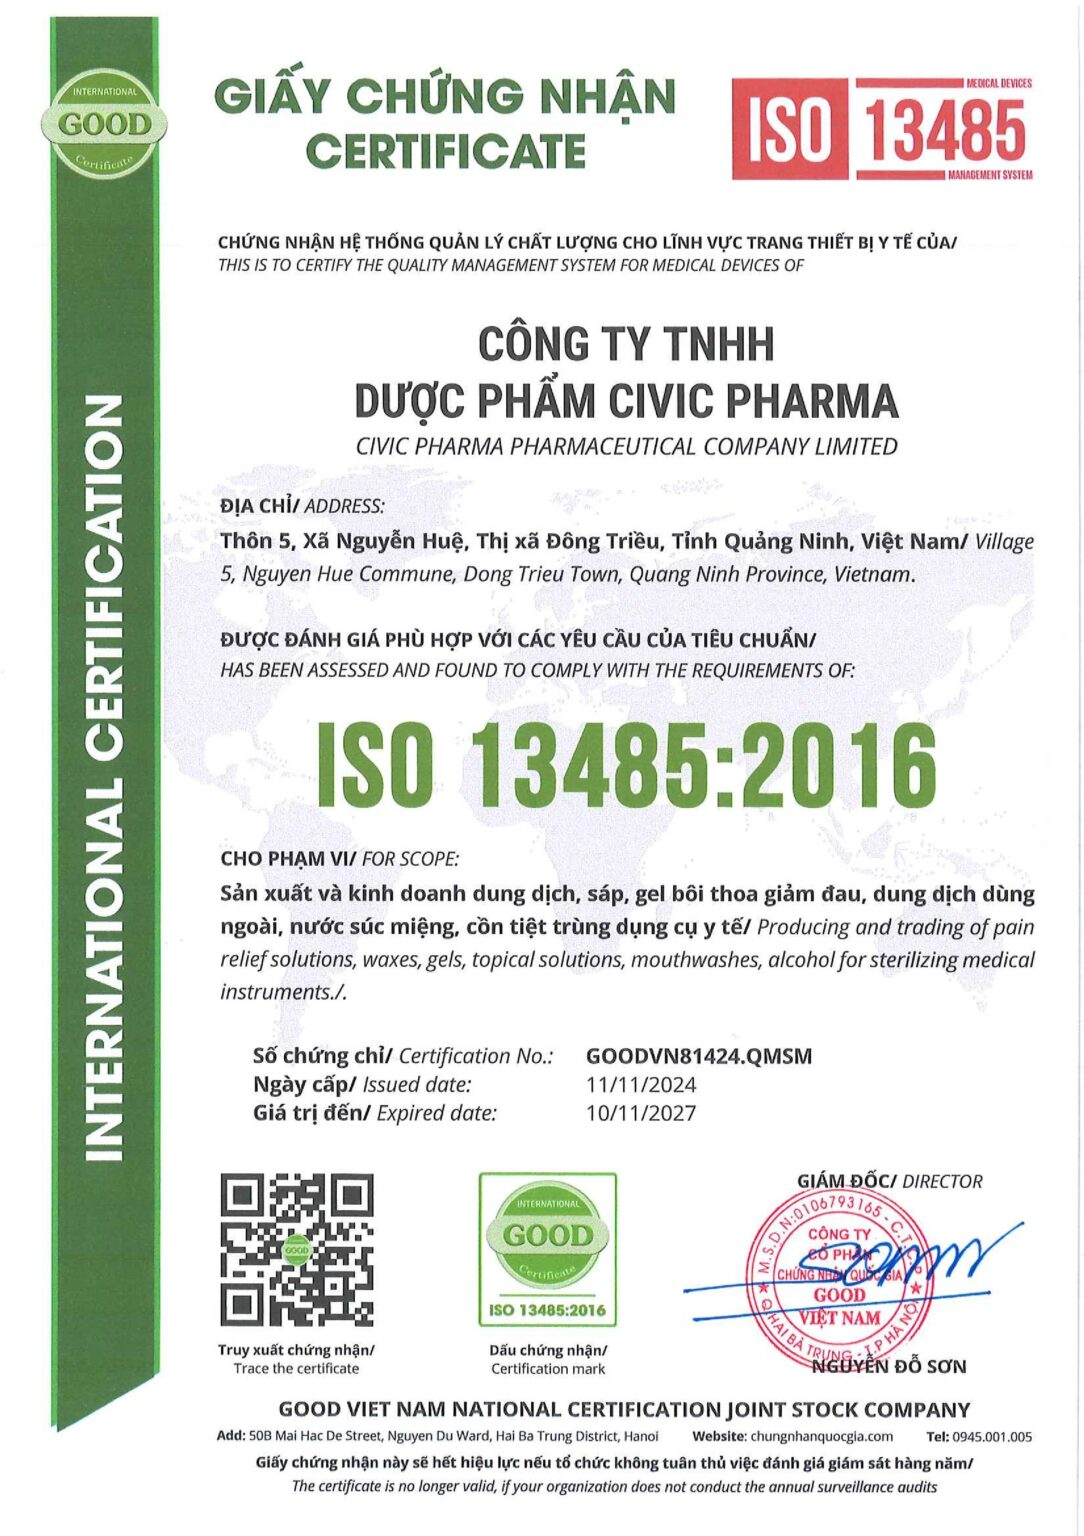 INTERNATIONAL
GOOD
Certificate
GIẤY CHỨNG NHẬN
CERTIFICATE
MEDICAL DEVICES
ISO 13485
MANAGEMENT SYSTEM
CHỨNG NHẬN HỆ THỐNG QUẢN LÝ CHẤT LƯỢNG CHO LĨNH VỰC TRANG THIẾT BỊ Y TẾ CỦA/
THIS IS TO CERTIFY THE QUALITY MANAGEMENT SYSTEM FOR MEDICAL DEVICES OF
CÔNG TY TNHH
DƯỢC PHẨM CIVIC PHARMA
CIVIC PHARMA PHARMACEUTICAL COMPANY LIMITED
ĐỊA CHỈ/ ADDRESS:
Thôn 5, Xã Nguyễn Huệ, Thị xã Đông Triều, Tỉnh Quảng Ninh, Việt Nam/ Village
5, Nguyen Hue Commune, Dong Trieu Town, Quang Ninh Province, Vietnam.
ĐƯỢC ĐÁNH GIÁ PHÙ HỢP VỚI CÁC YÊU CẦU CỦA TIÊU CHUẨN/
HAS BEEN ASSESSED AND FOUND TO COMPLY WITH THE REQUIREMENTS OF:
ISO 13485:2016
CHO PHẠM VI/ FOR SCOPE:
Sản xuất và kinh doanh dung dịch, sáp, gel bôi thoa giảm đau, dung dịch dùng
ngoài, nước súc miệng, cồn tiệt trùng dụng cụ y tế/ Producing and trading of pain
relief solutions, waxes, gels, topical solutions, mouthwashes, alcohol for sterilizing medical
instruments./.
Số chứng chỉ/ Certification No.: GOODVN81424.QMSM
Ngày cấp/ Issued date: 11/11/2024
Giá trị đến/ Expired date: 10/11/2027
INTERNATIONAL CERTIFICATION
GOOD
Truy xuất chứng nhận/
Trace the certificate
INTERNATIONAL
GOOD
Certificate
ISO 13485:2016
Dấu chứng nhận/
Certification mark
GIÁM ĐỐC/ DIRECTOR
M.S.D.N:0106793165 - C.T.C.P
CÔNG TY
CỔ PHẦN
CHỨNG NHẬN QUỐC GIA
GOOD
VIỆT NAM
Q.HAI BÀ TRƯNG - T.P HÀ NỘI
NGUYỄN ĐỖ SƠN
GOOD VIET NAM NATIONAL CERTIFICATION JOINT STOCK COMPANY
Add: 50B Mai Hac De Street, Nguyen Du Ward, Hai Ba Trung District, Hanoi Website: chungnhanquocgia.com Tel: 0945.001.005
Giấy chứng nhận này sẽ hết hiệu lực nếu tổ chức không tuân thủ việc đánh giá giám sát hàng năm/
The certificate is no longer valid, if your organization does not conduct the annual surveillance audits